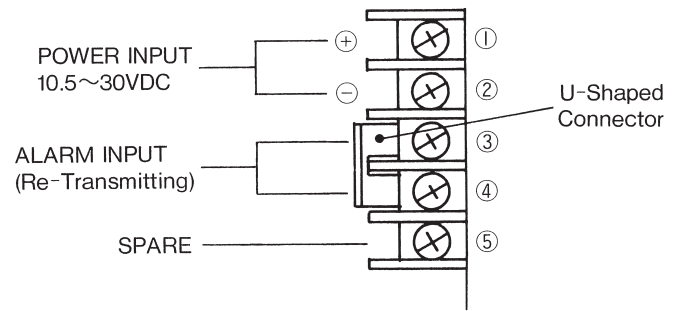 POWER INPUT
10.5～30VDC
⊕
⊖
①
②
U-Shaped
Connector
③
ALARM INPUT
(Re-Transmitting)
④
SPARE
⑤